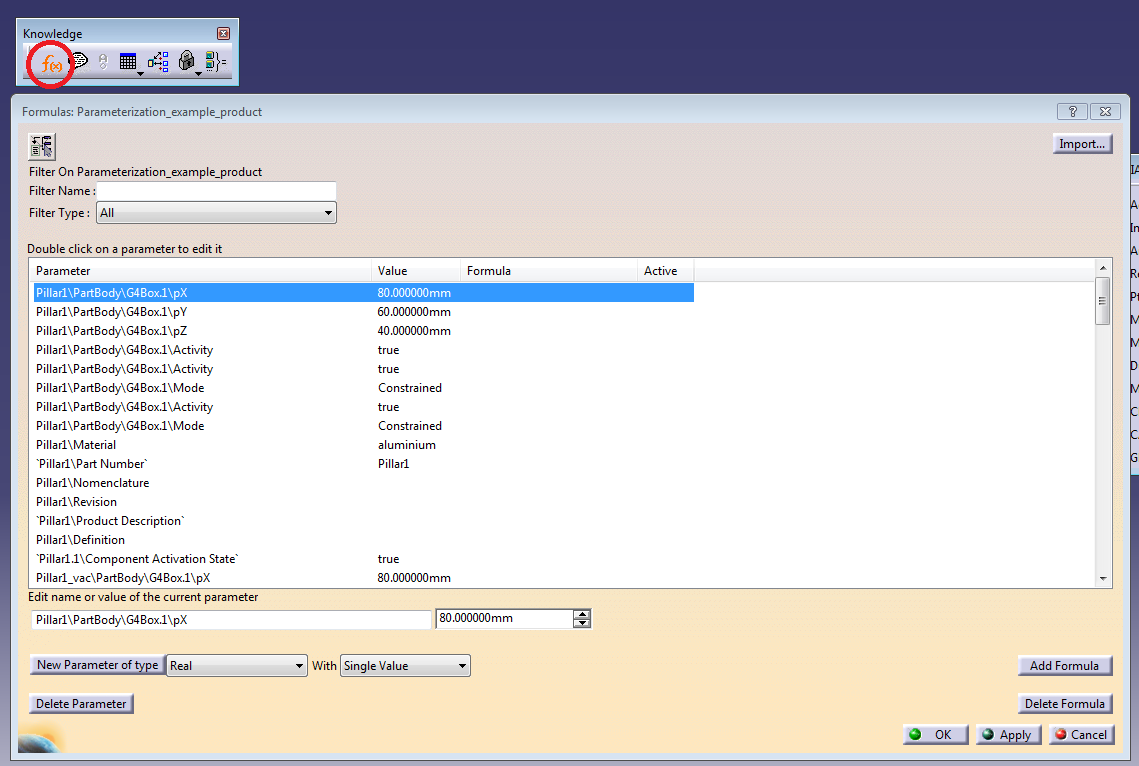 Knowledge
f(x)
Formulas: Parameterization_example_product
?
Import...
Filter On Parameterization_example_product
Filter Name :
Filter Type : All
Double click on a parameter to edit it
Parameter Value Formula Active
Pillar1\PartBody\G4Box.1\pX 80.000000mm
Pillar1\PartBody\G4Box.1\pY 60.000000mm
Pillar1\PartBody\G4Box.1\pZ 40.000000mm
Pillar1\PartBody\G4Box.1\Activity true
Pillar1\PartBody\G4Box.1\Activity true
Pillar1\PartBody\G4Box.1\Mode Constrained
Pillar1\PartBody\G4Box.1\Activity true
Pillar1\PartBody\G4Box.1\Mode Constrained
Pillar1\Material aluminium
`Pillar1\Part Number` Pillar1
Pillar1\Nomenclature
Pillar1\Revision
`Pillar1\Product Description`
Pillar1\Definition
`Pillar1.1\Component Activation State` true
Pillar1_vac\PartBody\G4Box.1\pX 80.000000mm
Edit name or value of the current parameter
Pillar1\PartBody\G4Box.1\pX 80.000000mm
New Parameter of type Real With Single Value Add Formula
Delete Parameter Delete Formula
OK Apply Cancel